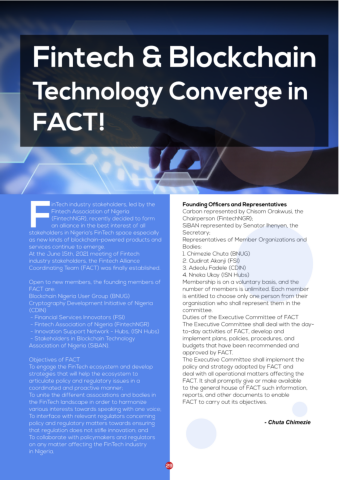 Fintech & Blockchain
Technology Converge in
FACT!
FinTech industry stakeholders, led by the
Fintech Association of Nigeria
(FintechNGR), recently decided to form
an alliance in the best interest of all
stakeholders in Nigeria's FinTech space especially
as new kinds of blockchain-powered products and
services continue to emerge.
At the June 15th, 2021 meeting of Fintech
industry stakeholders, the Fintech Alliance
Coordinating Team (FACT) was finally established.
Open to new members, the founding members of
FACT are:
Blockchain Nigeria User Group (BNUG)
Cryptography Development Initiative of Nigeria
(CDIN)
- Financial Services Innovators (FSI)
- Fintech Association of Nigeria (FintechNGR)
- Innovation Support Network - Hubs, (ISN Hubs)
- Stakeholders in Blockchain Technology
Association of Nigeria (SiBAN).
Objectives of FACT
To engage the FinTech ecosystem and develop
strategies that will help the ecosystem to
articulate policy and regulatory issues in a
coordinated and proactive manner.
To unite the different associations and bodies in
the FinTech landscape in order to harmonise
various interests towards speaking with one voice;
To interface with relevant regulators concerning
policy and regulatory matters towards ensuring
that regulation does not stifle innovation; and
To collaborate with policymakers and regulators
on any matter affecting the FinTech industry
in Nigeria.
Founding Officers and Representatives
Carbon represented by Chisom Orakwusi, the
Chairperson (FintechNGR);
SiBAN represented by Senator Ihenyen, the
Secretary;
Representatives of Member Organizations and
Bodies:
1. Chimezie Chuta (BNUG)
2. Qudirat Akanji (FSI)
3. Adeolu Fadele (CDIN)
4. Nneka Ukay (ISN Hubs)
Membership is on a voluntary basis, and the
number of members is unlimited. Each member
is entitled to choose only one person from their
organisation who shall represent them in the
committee.
Duties of the Executive Committee of FACT
The Executive Committee shall deal with the day-
to-day activities of FACT, develop and
implement plans, policies, procedures, and
budgets that have been recommended and
approved by FACT.
The Executive Committee shall implement the
policy and strategy adopted by FACT and
deal with all operational matters affecting the
FACT. It shall promptly give or make available
to the general house of FACT such information,
reports, and other documents to enable
FACT to carry out its objectives.
- Chuta Chimezie